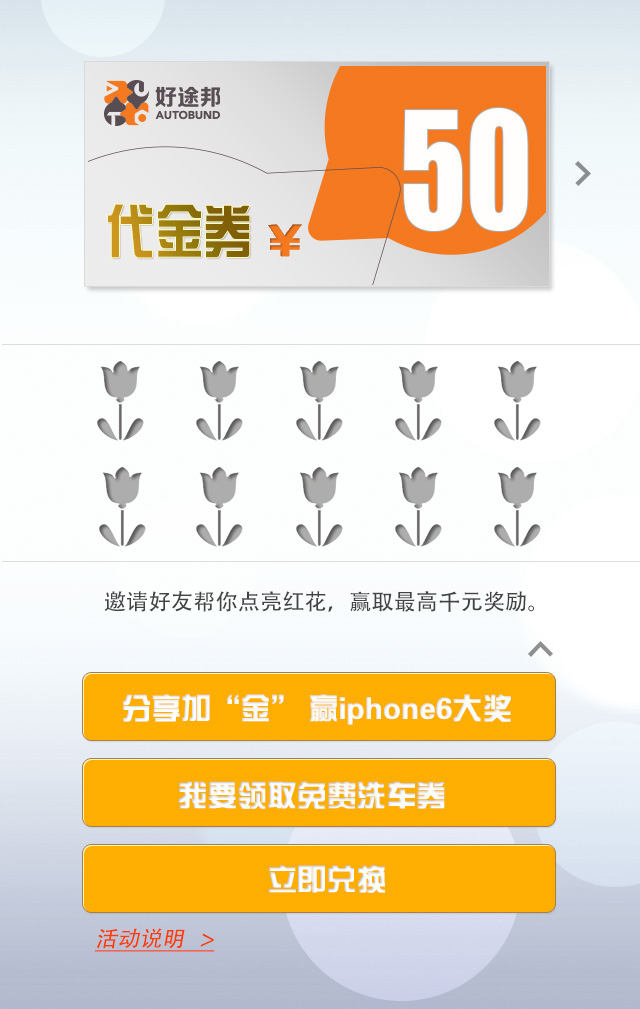 好途邦
AUTOBUND
50
代金券 ¥
邀请好友帮你点亮红花，赢取最高千元奖励。
分享加“金” 赢iphone6大奖
我要领取免费洗车券
立即兑换
活动说明 >